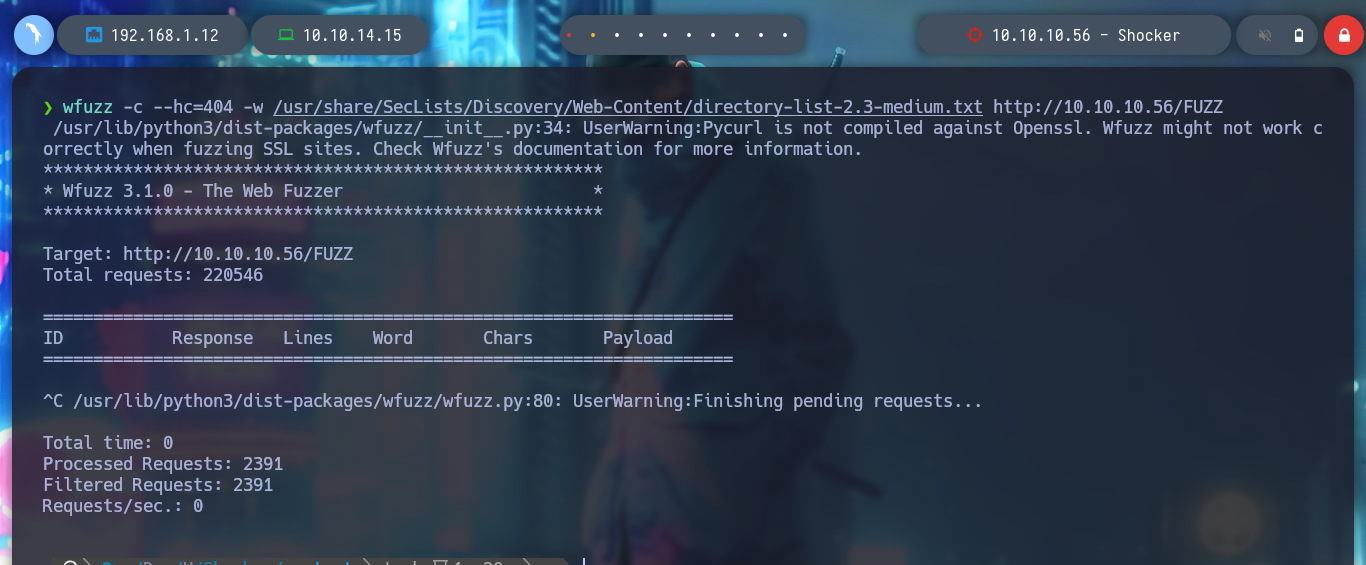 192.168.1.12
10.10.14.15
10.10.10.56 - Shocker
❯ wfuzz -c --hc=404 -w /usr/share/SecLists/Discovery/Web-Content/directory-list-2.3-medium.txt http://10.10.10.56/FUZZ
/usr/lib/python3/dist-packages/wfuzz/__init__.py:34: UserWarning:Pycurl is not compiled against Openssl. Wfuzz might not work c
orrectly when fuzzing SSL sites. Check Wfuzz's documentation for more information.
********************************************************
* Wfuzz 3.1.0 - The Web Fuzzer                         *
********************************************************
Target: http://10.10.10.56/FUZZ
Total requests: 220546
=====================================================================
ID           Response   Lines    Word       Chars       Payload
=====================================================================
^C /usr/lib/python3/dist-packages/wfuzz/wfuzz.py:80: UserWarning:Finishing pending requests...
Total time: 0
Processed Requests: 2391
Filtered Requests: 2391
Requests/sec.: 0